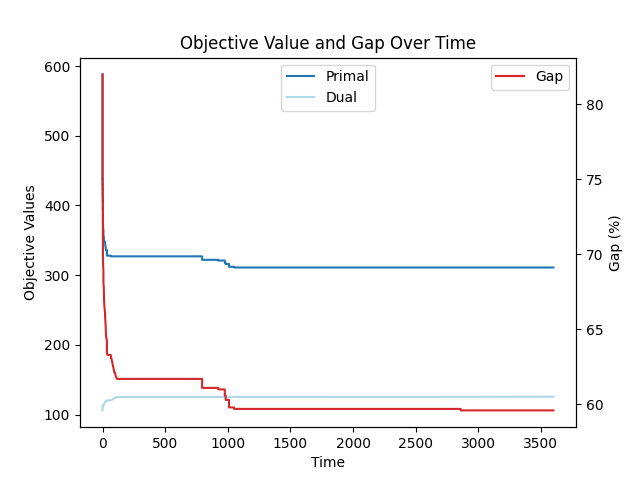 Objective Value and Gap Over Time
Primal
Dual
Gap
Objective Values
600
500
400
300
200
100
80
75
70
65
60
Gap (%)
0
500
1000
1500
2000
2500
3000
3500
Time